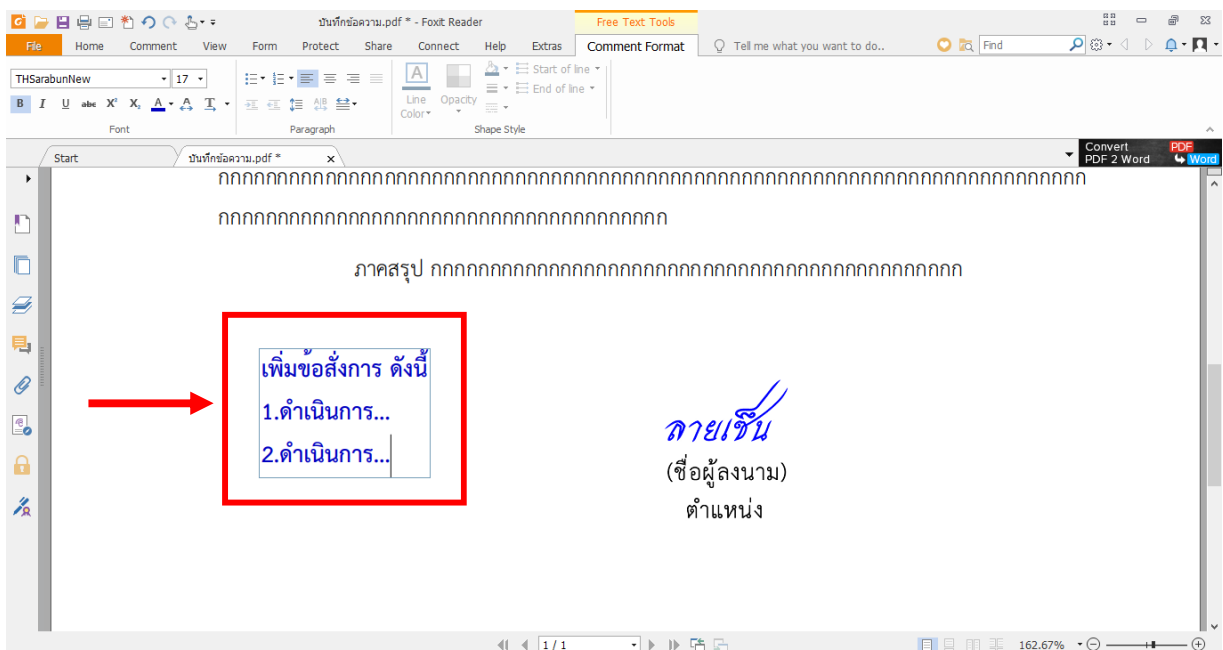 บันทึกข้อความ.pdf * - Foxit Reader
Free Text Tools
File Home Comment View Form Protect Share Connect Help Extras Comment Format Tell me what you want to do.. Find
THSarabunNew 17 Start of line
B I U abc X² X₂ A A T Line Color Opacity End of line
Font Paragraph Shape Style
Start บันทึกข้อความ.pdf * x Convert PDF 2 Word PDF Word
กกกกกกกกกกกกกกกกกกกกกกกกกกกกกกกกกกกกกกกกกกกกกกกกกกกกกกกกกกกกกกกกกกกกกกกกก
กกกกกกกกกกกกกกกกกกกกกกกกกกกกกกกกกกกกกก
ภาคสรุป กกกกกกกกกกกกกกกกกกกกกกกกกกกกกกกกกกกกกกกกกกกกก
เพิ่มข้อสั่งการ ดังนี้
1.ดำเนินการ...
2.ดำเนินการ...
ลายเซ็น
(ชื่อผู้ลงนาม)
ตำแหน่ง
1 / 1 162.67%